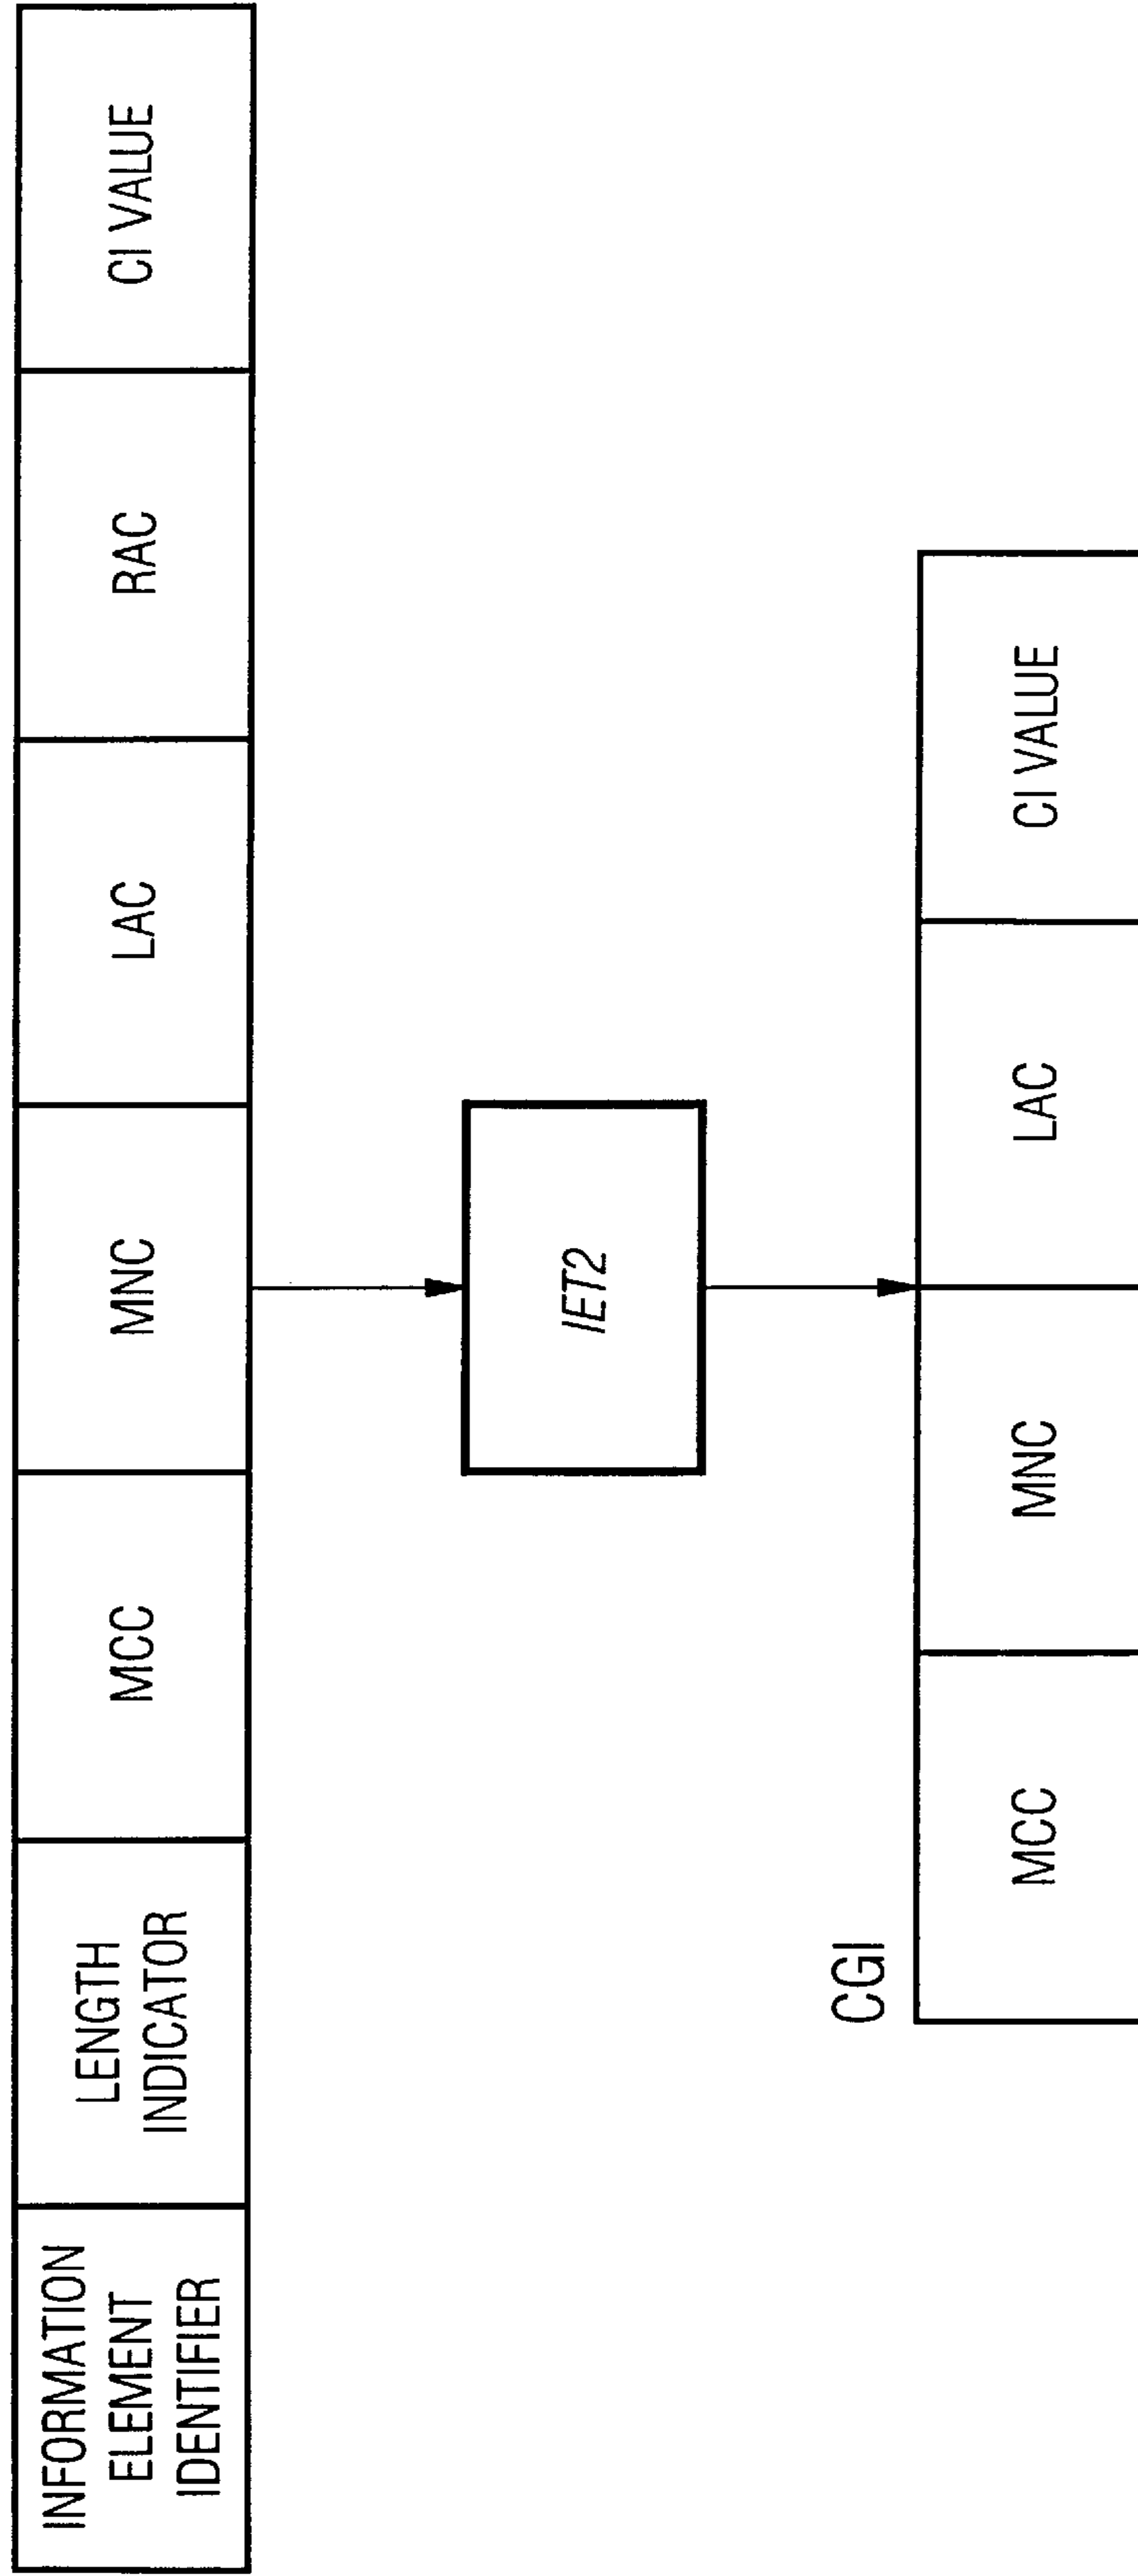 INFORMATION
ELEMENT
IDENTIFIER
LENGTH
INDICATOR
MCC
MNC
LAC
RAC
CI VALUE
IET2
CGI
MCC
MNC
LAC
CI VALUE